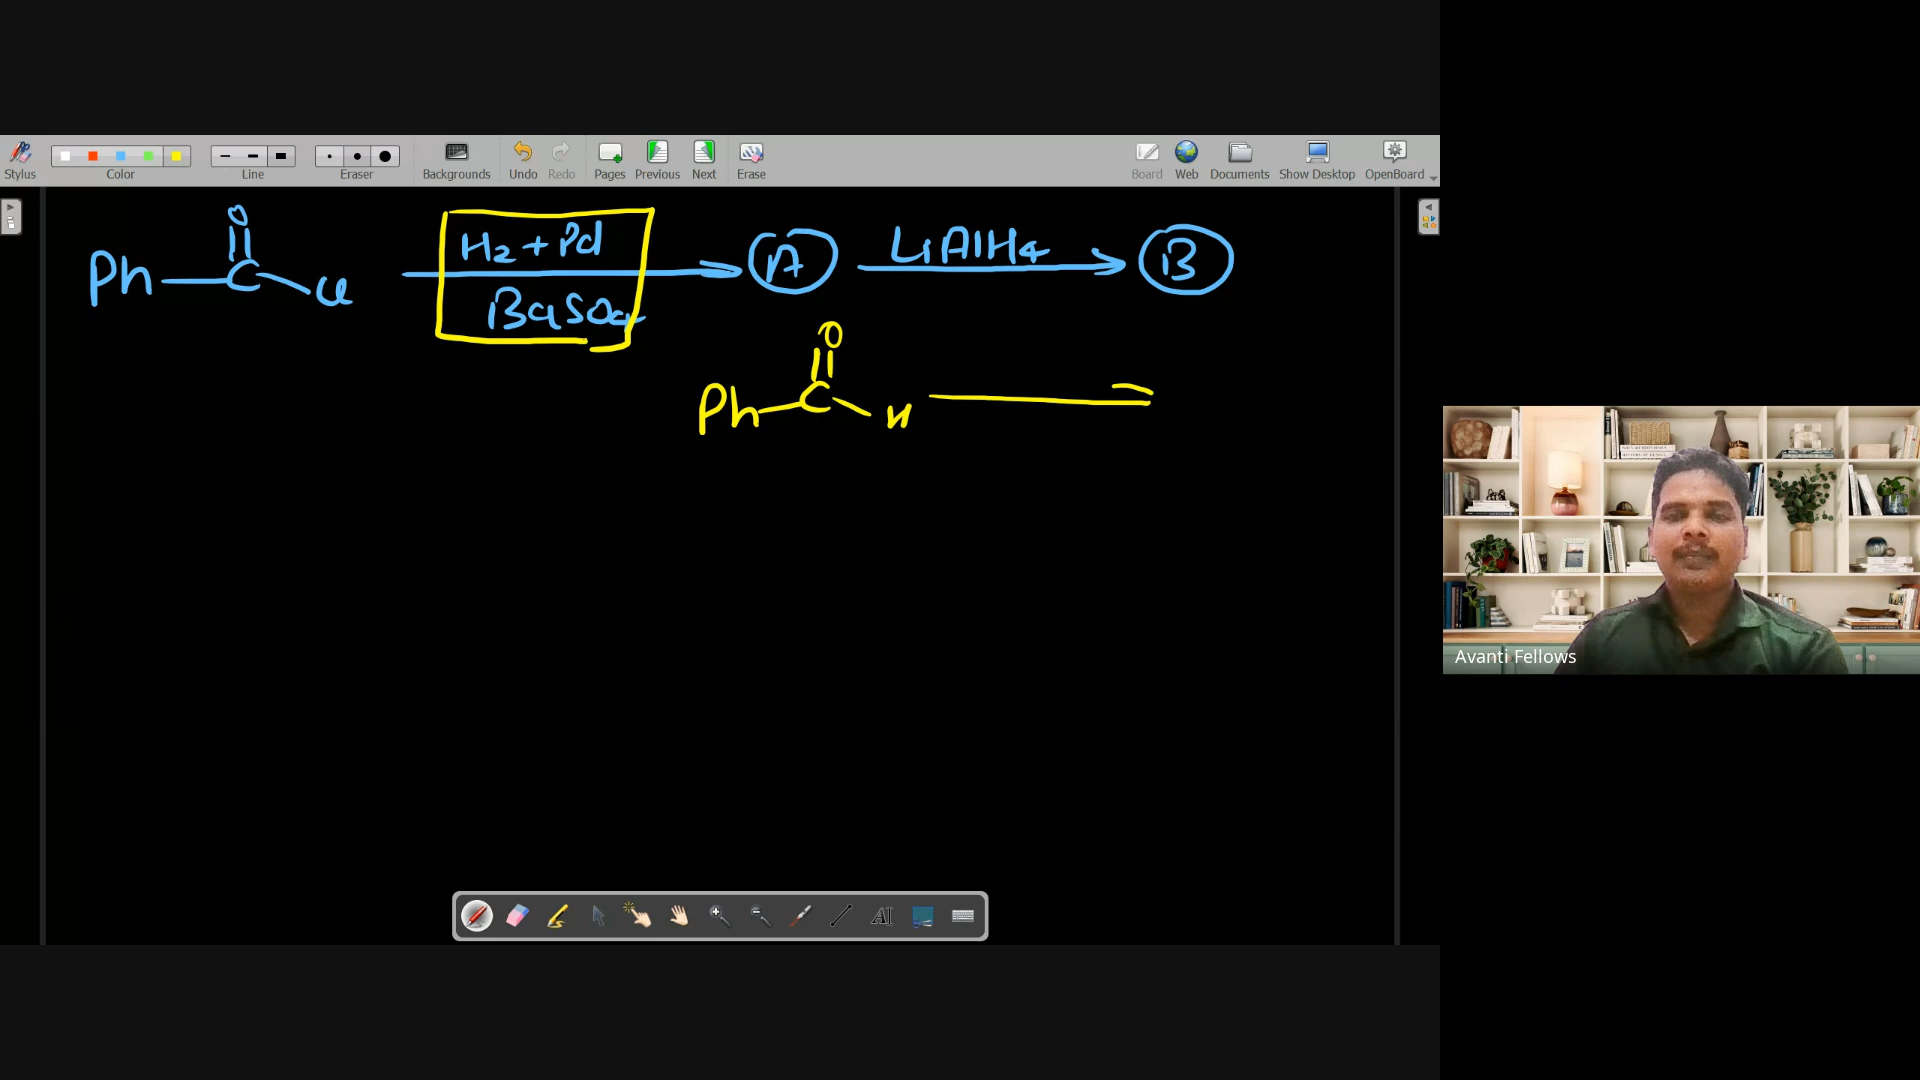 Stylus Color Line Eraser Backgrounds Undo Redo Pages Previous Next Erase Board Web Documents Show Desktop OpenBoard
O
H₂ + Pd
Ph C Cl A LiAlH₄ B
BaSO₄
O
Ph C H
Avanti Fellows